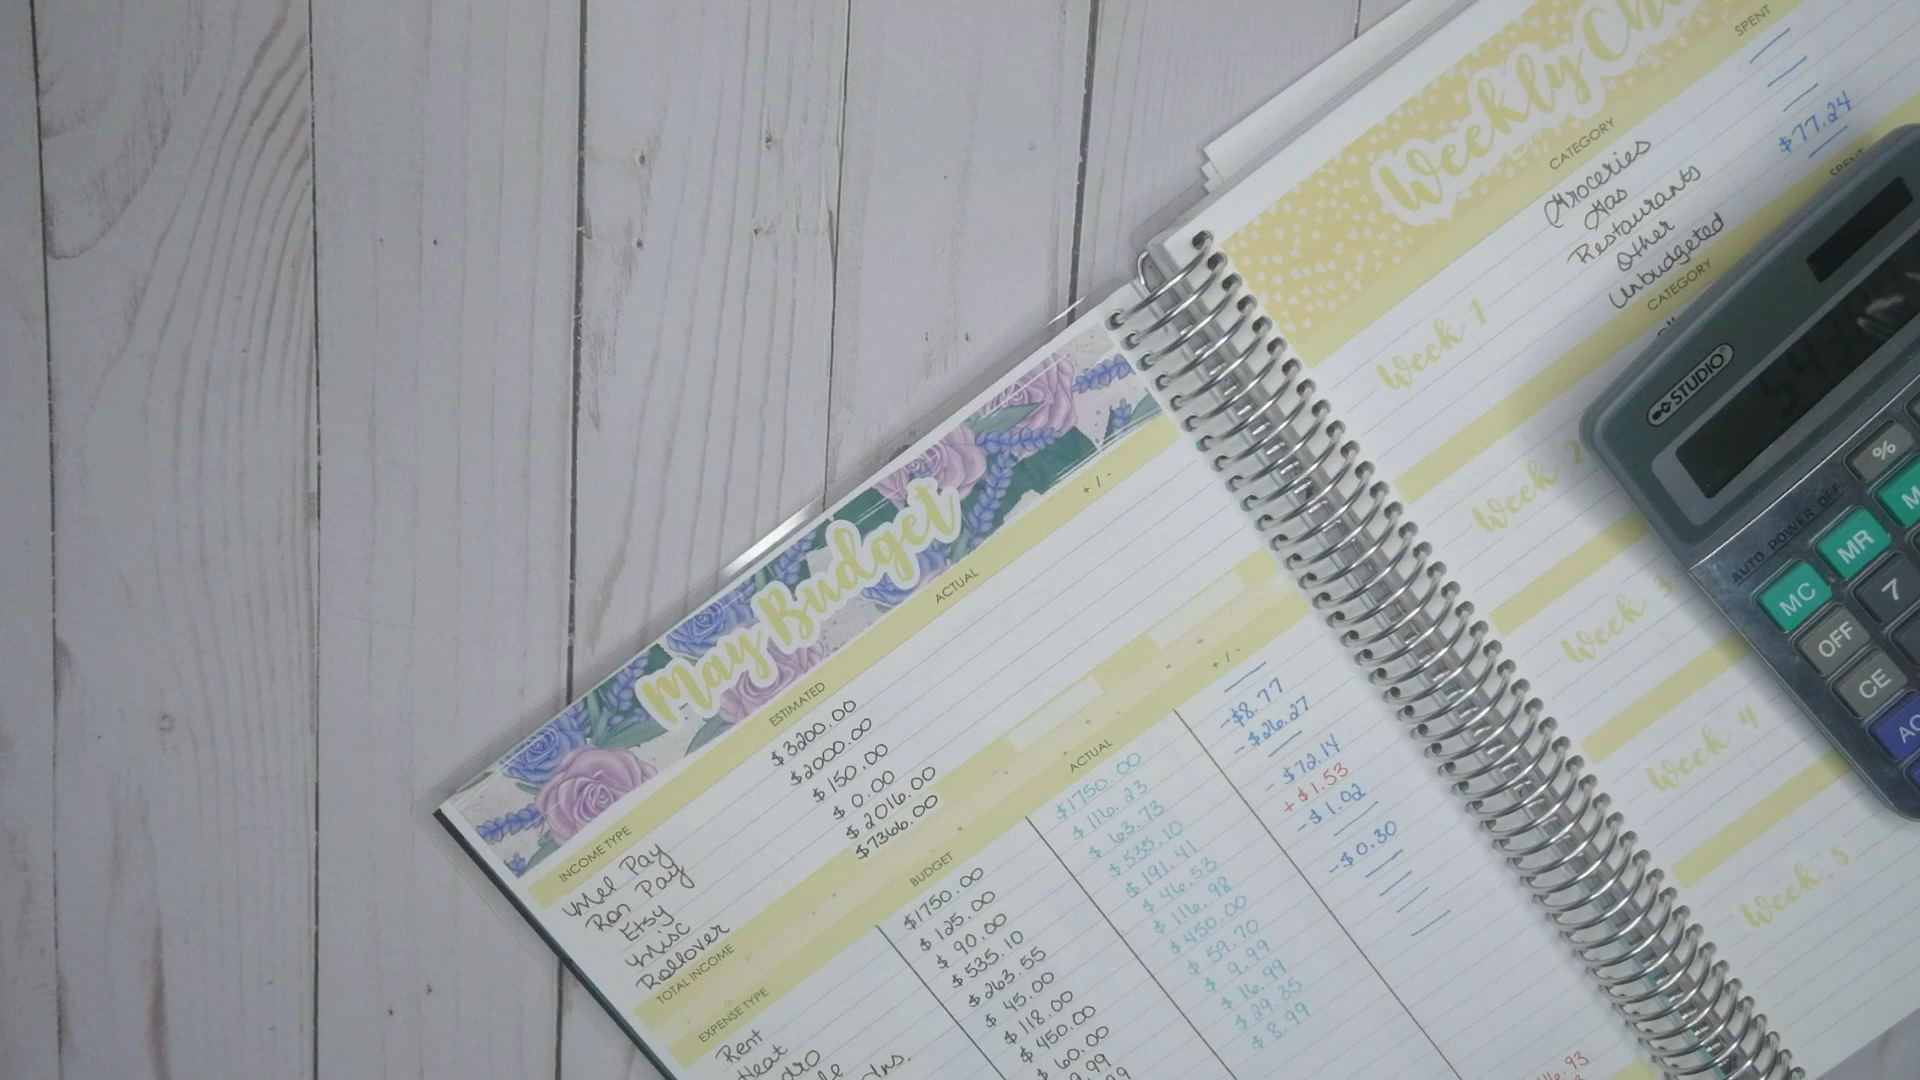 May Budget
INCOME TYPE ESTIMATED ACTUAL + / -
Mel Pay $3200.00
Ron Pay $2000.00
Etsy $150.00
Misc $0.00
Rollover $2016.00
TOTAL INCOME $7366.00
EXPENSE TYPE BUDGET ACTUAL + / -
Rent $1750.00 $1750.00
Heat $125.00 $116.23 -$8.77
$90.00 $63.73 -$26.27
$535.10 $535.10
Ins. $263.55 $191.41 -$72.14
$45.00 $46.53 +$1.53
$118.00 $116.98 -$1.02
$450.00 $450.00
$60.00 $59.70 -$0.30
9.99 $9.99
$16.99
$29.35
$8.99
Weekly
CATEGORY SPENT
Groceries
Gas
Restaurants
Other
Unbudgeted $77.24
CATEGORY SPENT
Week 1
Week 2
Week 3
Week 4
Week 5
STUDIO
AUTO POWER OFF
%
MC MR
OFF 7
CE